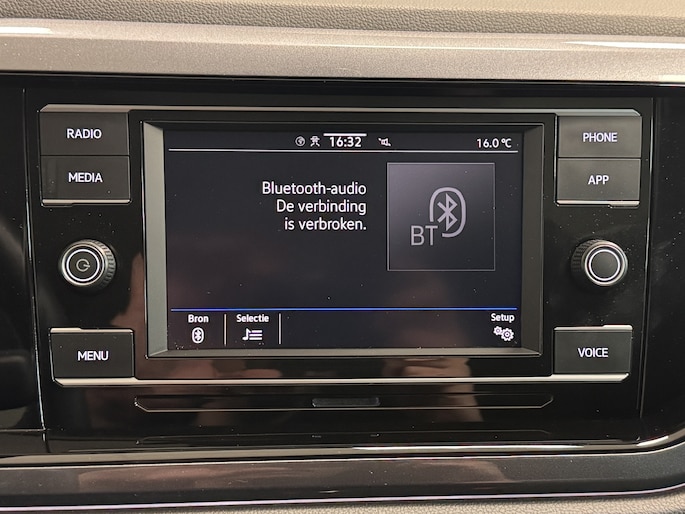 RADIO
MEDIA
MENU
16:32
16.0 °C
Bluetooth-audio
De verbinding
is verbroken.
BT
Bron
Selectie
Setup
PHONE
APP
VOICE